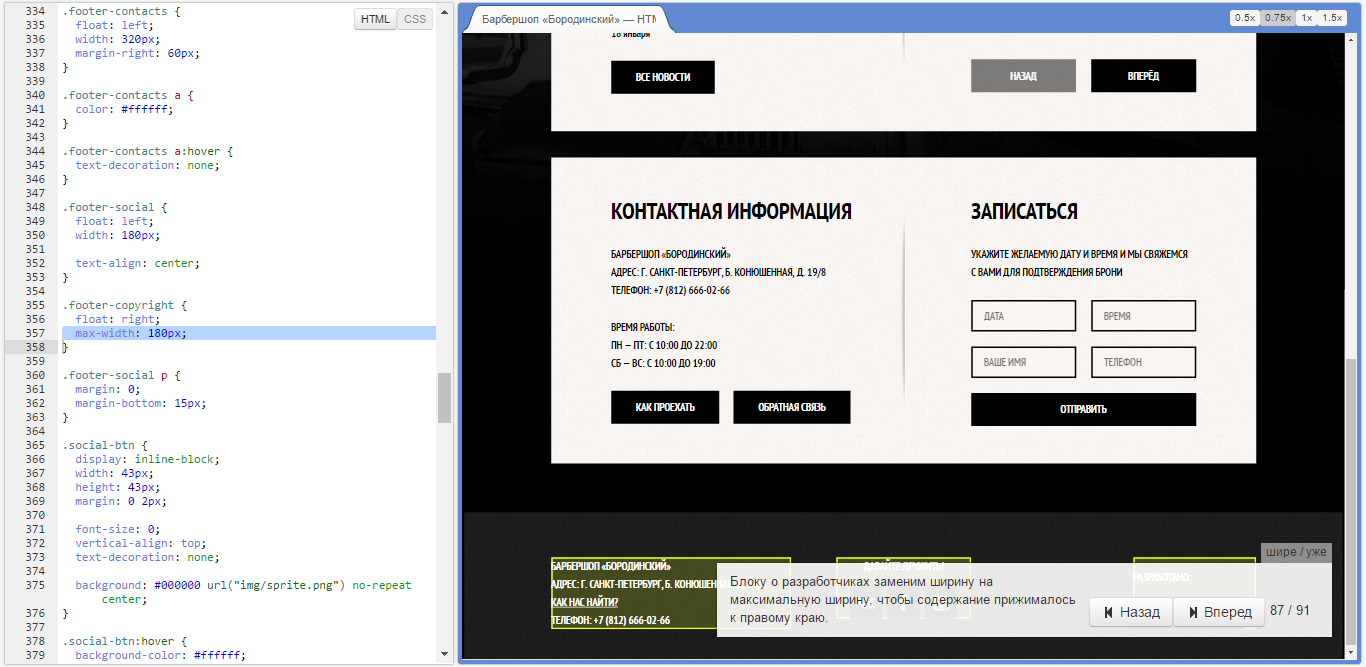 334 .footer-contacts {
335 float: left;
336 width: 320px;
337 margin-right: 60px;
338 }
339
340 .footer-contacts a {
341 color: #ffffff;
342 }
343
344 .footer-contacts a:hover {
345 text-decoration: none;
346 }
347
348 .footer-social {
349 float: left;
350 width: 180px;
351
352 text-align: center;
353 }
354
355 .footer-copyright {
356 float: right;
357 max-width: 180px;
358 }
359
360 .footer-social p {
361 margin: 0;
362 margin-bottom: 15px;
363 }
364
365 .social-btn {
366 display: inline-block;
367 width: 43px;
368 height: 43px;
369 margin: 0 2px;
370
371 font-size: 0;
372 vertical-align: top;
373 text-decoration: none;
374
375 background: #000000 url("img/sprite.png") no-repeat
center;
376 }
377
378 .social-btn:hover {
379 background-color: #ffffff;
HTML CSS
Барбершоп «Бородинский» — HTM
0.5x 0.75x 1x 1.5x
18 января
ВСЕ НОВОСТИ
НАЗАД ВПЕРЁД
КОНТАКТНАЯ ИНФОРМАЦИЯ
БАРБЕРШОП «БОРОДИНСКИЙ»
АДРЕС: Г. САНКТ-ПЕТЕРБУРГ, Б. КОНЮШЕННАЯ, Д. 19/8
ТЕЛЕФОН: +7 (812) 666-02-66
ВРЕМЯ РАБОТЫ:
ПН – ПТ: С 10:00 ДО 22:00
СБ – ВС: С 10:00 ДО 19:00
КАК ПРОЕХАТЬ ОБРАТНАЯ СВЯЗЬ
ЗАПИСАТЬСЯ
УКАЖИТЕ ЖЕЛАЕМУЮ ДАТУ И ВРЕМЯ И МЫ СВЯЖЕМСЯ
С ВАМИ ДЛЯ ПОДТВЕРЖДЕНИЯ БРОНИ
ДАТА ВРЕМЯ
ВАШЕ ИМЯ ТЕЛЕФОН
ОТПРАВИТЬ
БАРБЕРШОП «БОРОДИНСКИЙ»
АДРЕС: Г. САНКТ-ПЕТЕРБУРГ, Б. КОНЮШЕН
КАК НАС НАЙТИ?
ТЕЛЕФОН: +7 (812) 666-02-66
ДАВАЙТЕ ДРУЖИТЬ!
РАЗРАБОТАНО:
шире / уже
Блоку о разработчиках заменим ширину на
максимальную ширину, чтобы содержание прижималось
к правому краю.
Назад Вперед 87 / 91